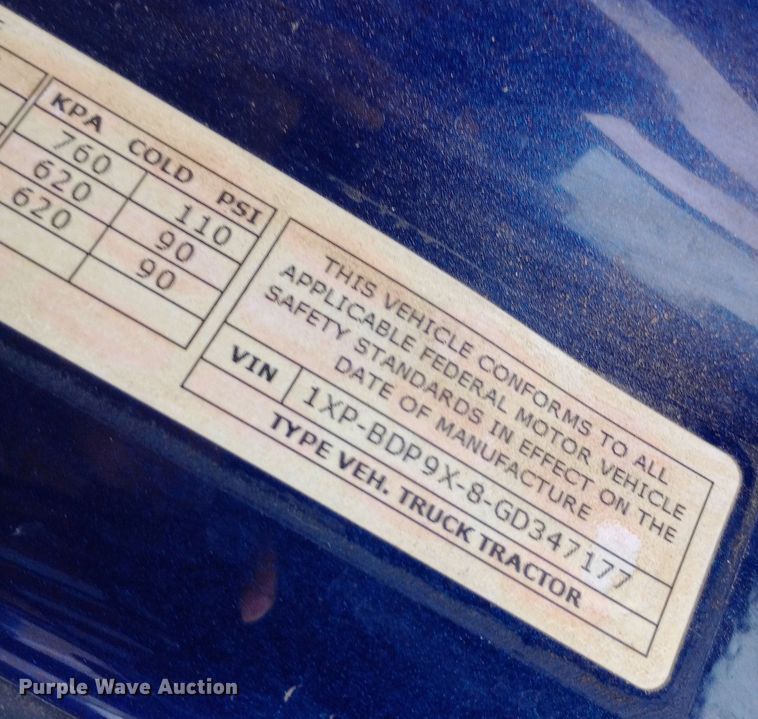 KPA COLD PSI
760 110
620 90
620 90
THIS VEHICLE CONFORMS TO ALL
APPLICABLE FEDERAL MOTOR VEHICLE
SAFETY STANDARDS IN EFFECT ON THE
DATE OF MANUFACTURE
VIN 1XP-BDP9X-8-GD347177
TYPE VEH. TRUCK TRACTOR
Purple Wave Auction